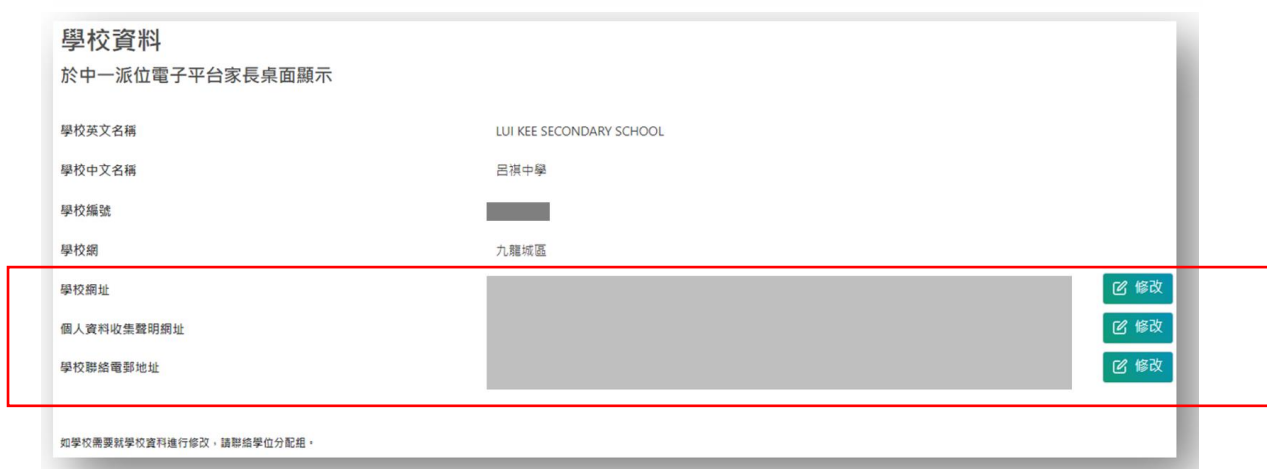 學校資料
於中一派位電子平台家長桌面顯示
學校英文名稱 LUI KEE SECONDARY SCHOOL
學校中文名稱 呂祺中學
學校編號
學校網 九龍城區
學校網址 修改
個人資料收集聲明網址 修改
學校聯絡電郵地址 修改
如學校需要就學校資料進行修改，請聯絡學位分配組。